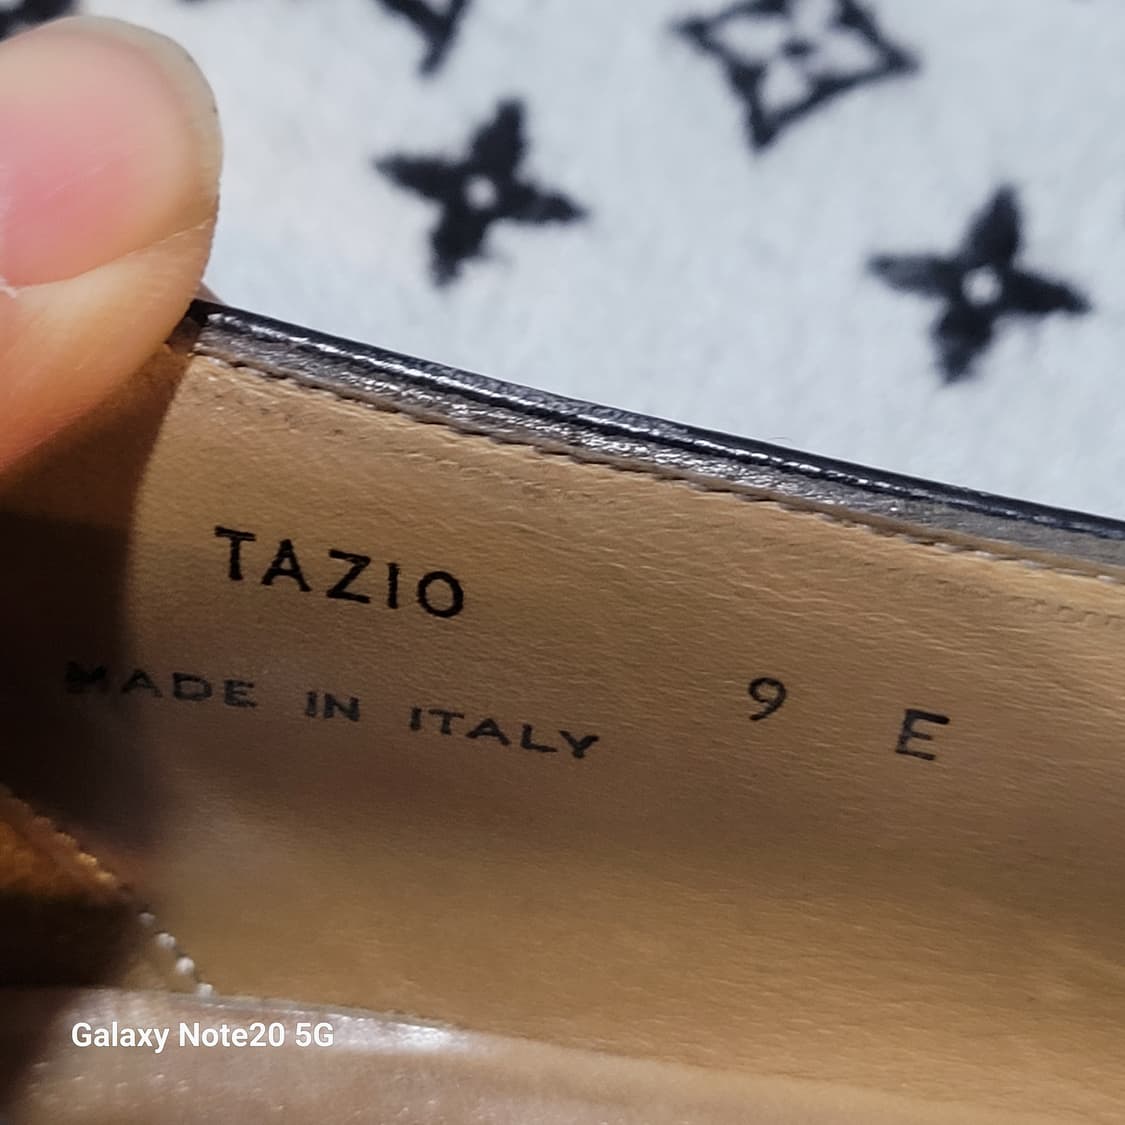 TAZIO
MADE IN ITALY 9 E
Galaxy Note20 5G